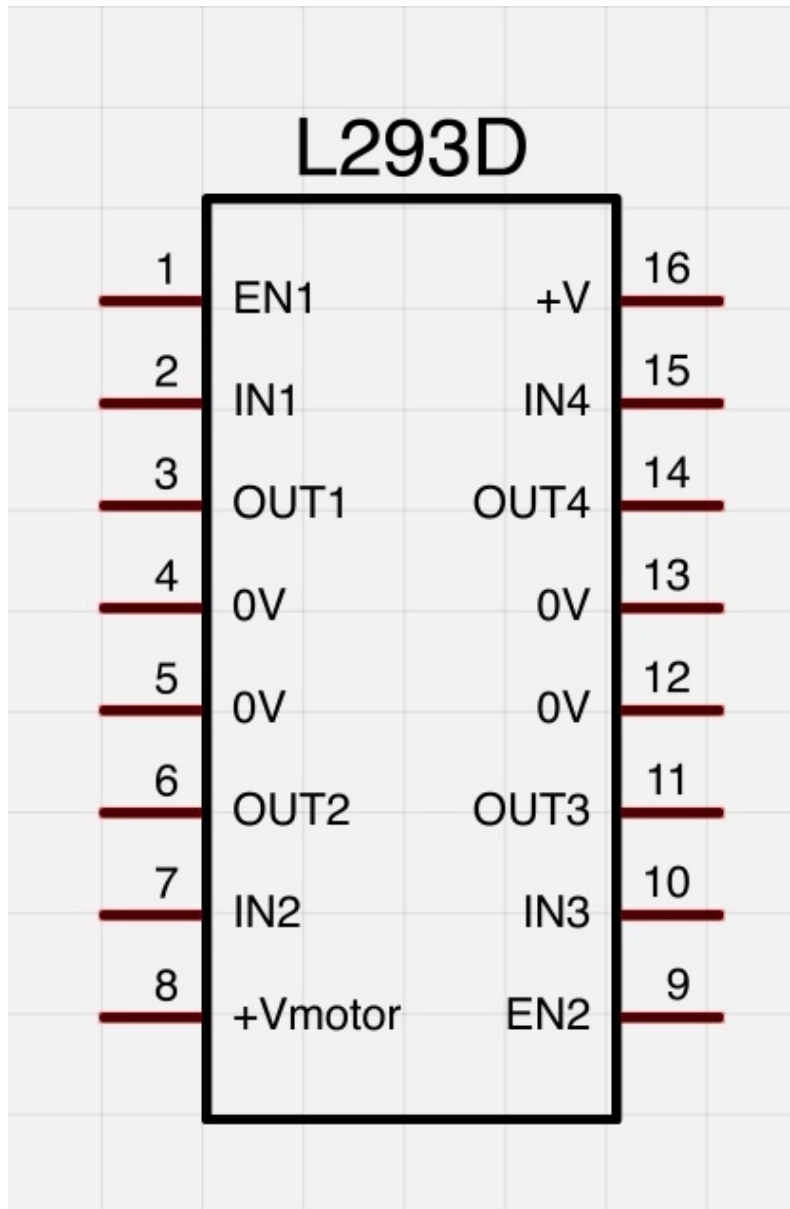 L293D
1 EN1 +V 16
2 IN1 IN4 15
3 OUT1 OUT4 14
4 0V 0V 13
5 0V 0V 12
6 OUT2 OUT3 11
7 IN2 IN3 10
8 +Vmotor EN2 9